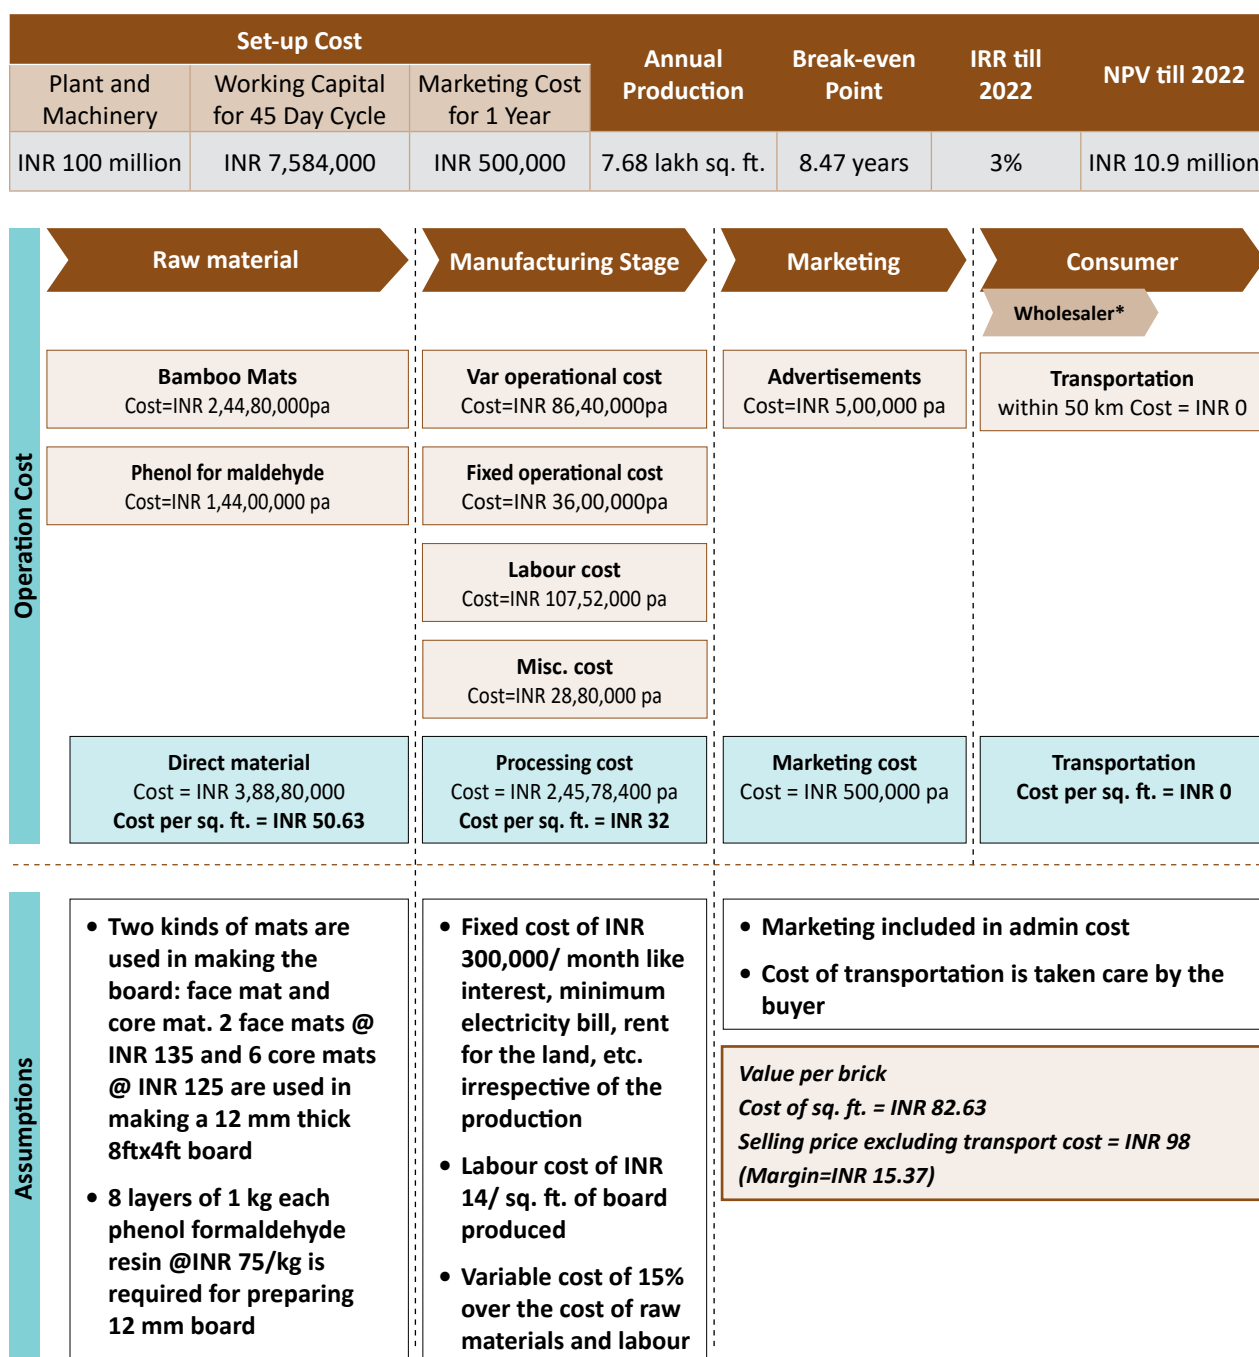 Set-up Cost
Annual Production
Break-even Point
IRR till 2022
NPV till 2022
Plant and Machinery
Working Capital for 45 Day Cycle
Marketing Cost for 1 Year
INR 100 million
INR 7,584,000
INR 500,000
7.68 lakh sq. ft.
8.47 years
3%
INR 10.9 million
Operation Cost
Raw material
Manufacturing Stage
Marketing
Consumer
Wholesaler*
Bamboo Mats
Cost=INR 2,44,80,000pa
Var operational cost
Cost=INR 86,40,000pa
Advertisements
Cost=INR 5,00,000 pa
Transportation
within 50 km Cost = INR 0
Phenol for maldehyde
Cost=INR 1,44,00,000 pa
Fixed operational cost
Cost=INR 36,00,000pa
Labour cost
Cost=INR 107,52,000 pa
Misc. cost
Cost=INR 28,80,000 pa
Direct material
Cost = INR 3,88,80,000
Cost per sq. ft. = INR 50.63
Processing cost
Cost = INR 2,45,78,400 pa
Cost per sq. ft. = INR 32
Marketing cost
Cost = INR 500,000 pa
Transportation
Cost per sq. ft. = INR 0
Assumptions
• Two kinds of mats are
used in making the
board: face mat and
core mat. 2 face mats @
INR 135 and 6 core mats
@ INR 125 are used in
making a 12 mm thick
8ftx4ft board
• 8 layers of 1 kg each
phenol formaldehyde
resin @INR 75/kg is
required for preparing
12 mm board
• Fixed cost of INR
300,000/ month like
interest, minimum
electricity bill, rent
for the land, etc.
irrespective of the
production
• Labour cost of INR
14/ sq. ft. of board
produced
• Variable cost of 15%
over the cost of raw
materials and labour
• Marketing included in admin cost
• Cost of transportation is taken care by the
buyer
Value per brick
Cost of sq. ft. = INR 82.63
Selling price excluding transport cost = INR 98
(Margin=INR 15.37)